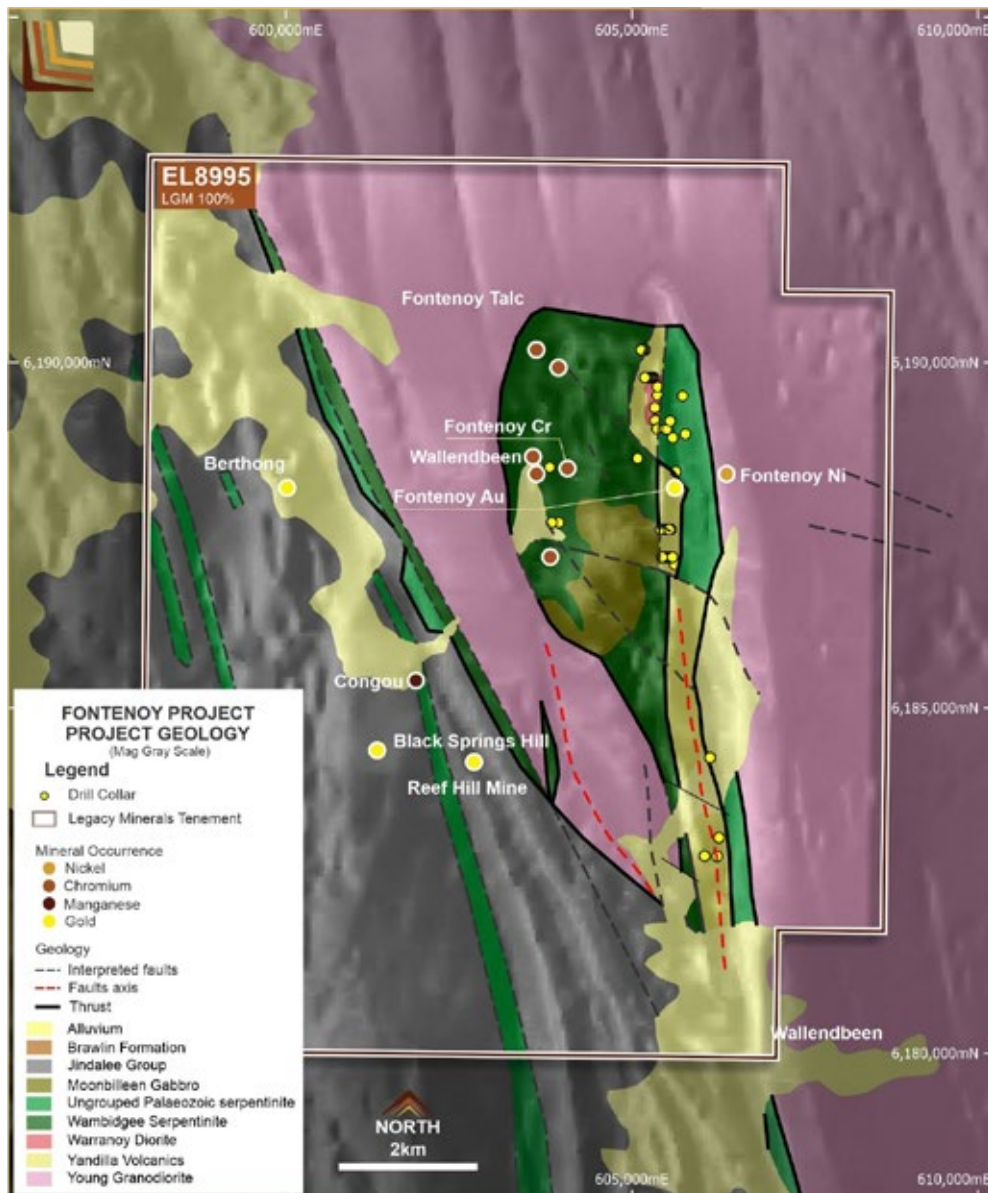 600,000mE
605,000mE
610,000mE
EL8995
LGM 100%
Fontenoy Talc
6,190,000mN
6,190,000mN
Fontenoy Cr
Wallendbeen
Berthong
Fontenoy Au
Fontenoy Ni
Congou
6,185,000mN
Black Springs Hill
Reef Hill Mine
FONTENOY PROJECT
PROJECT GEOLOGY
(Mag Gray Scale)
Legend
Drill Collar
Legacy Minerals Tenement
Mineral Occurrence
Nickel
Chromium
Manganese
Gold
Geology
Interpreted faults
Faults axis
Thrust
Alluvium
Brawlin Formation
Jindalee Group
Moonbilleen Gabbro
Ungrouped Palaeozoic serpentinite
Wambidgee Serpentinite
Warranoy Diorite
Yandilla Volcanics
Young Granodiorite
Wallendbeen
6,180,000mN
NORTH
2km
605,000mE
610,000mE